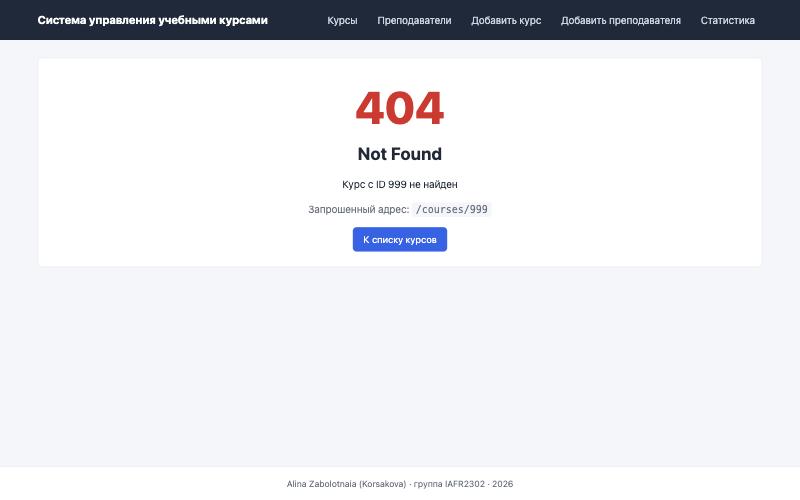 Система управления учебными курсами Курсы Преподаватели Добавить курс Добавить преподавателя Статистика
404
Not Found
Курс с ID 999 не найден
Запрошенный адрес: /courses/999
К списку курсов
Alina Zabolotnaia (Korsakova) · группа IAFR2302 · 2026